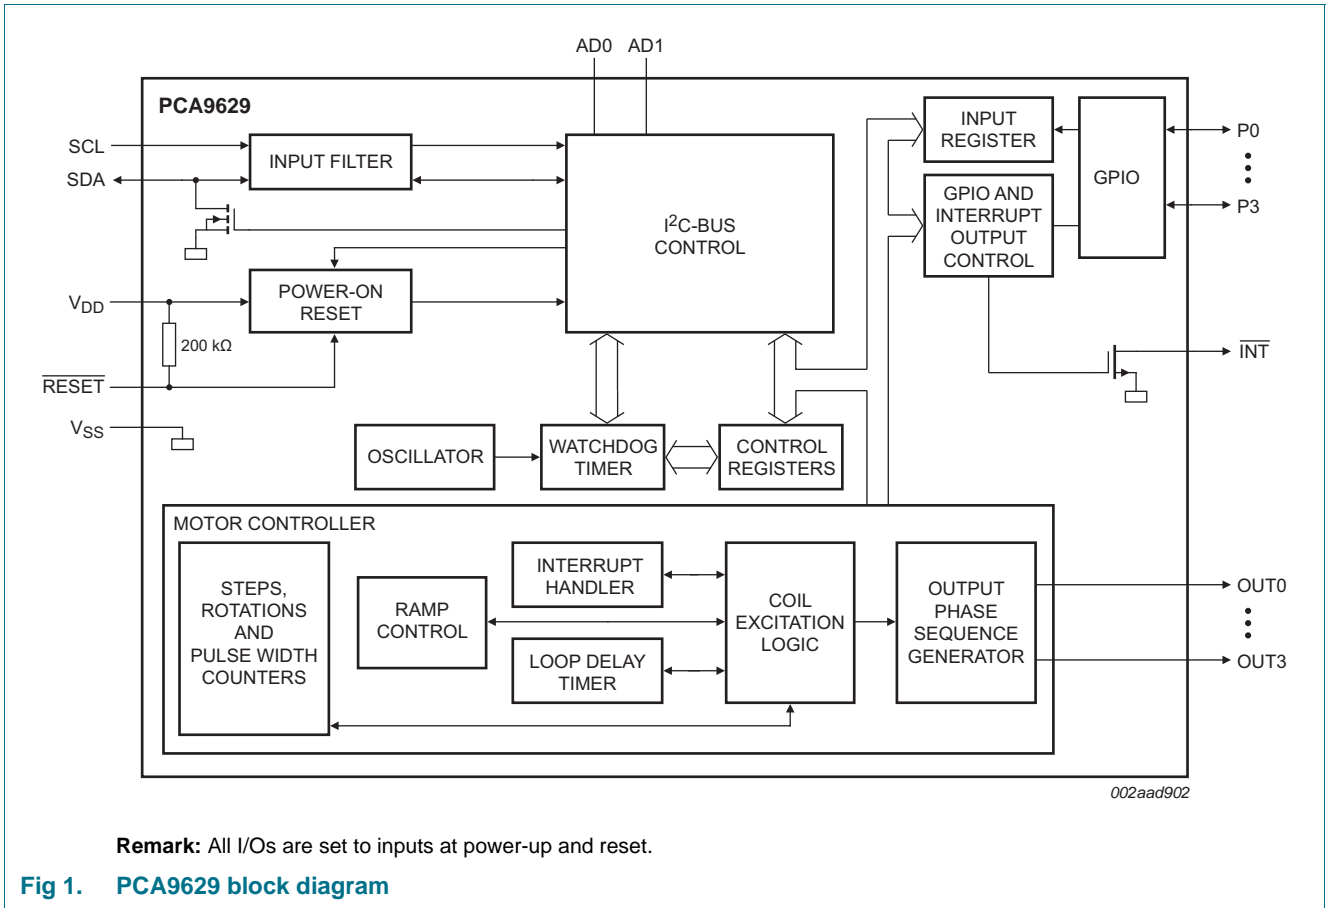 AD0 AD1
PCA9629
SCL
SDA
INPUT FILTER
I²C-BUS
CONTROL
INPUT
REGISTER
GPIO
P0
P3
GPIO AND
INTERRUPT
OUTPUT
CONTROL
VDD
POWER-ON
RESET
200 kΩ
RESET
VSS
INT
OSCILLATOR
WATCHDOG
TIMER
CONTROL
REGISTERS
MOTOR CONTROLLER
STEPS,
ROTATIONS
AND
PULSE WIDTH
COUNTERS
RAMP
CONTROL
INTERRUPT
HANDLER
LOOP DELAY
TIMER
COIL
EXCITATION
LOGIC
OUTPUT
PHASE
SEQUENCE
GENERATOR
OUT0
OUT3
002aad902
Remark: All I/Os are set to inputs at power-up and reset.
Fig 1. PCA9629 block diagram